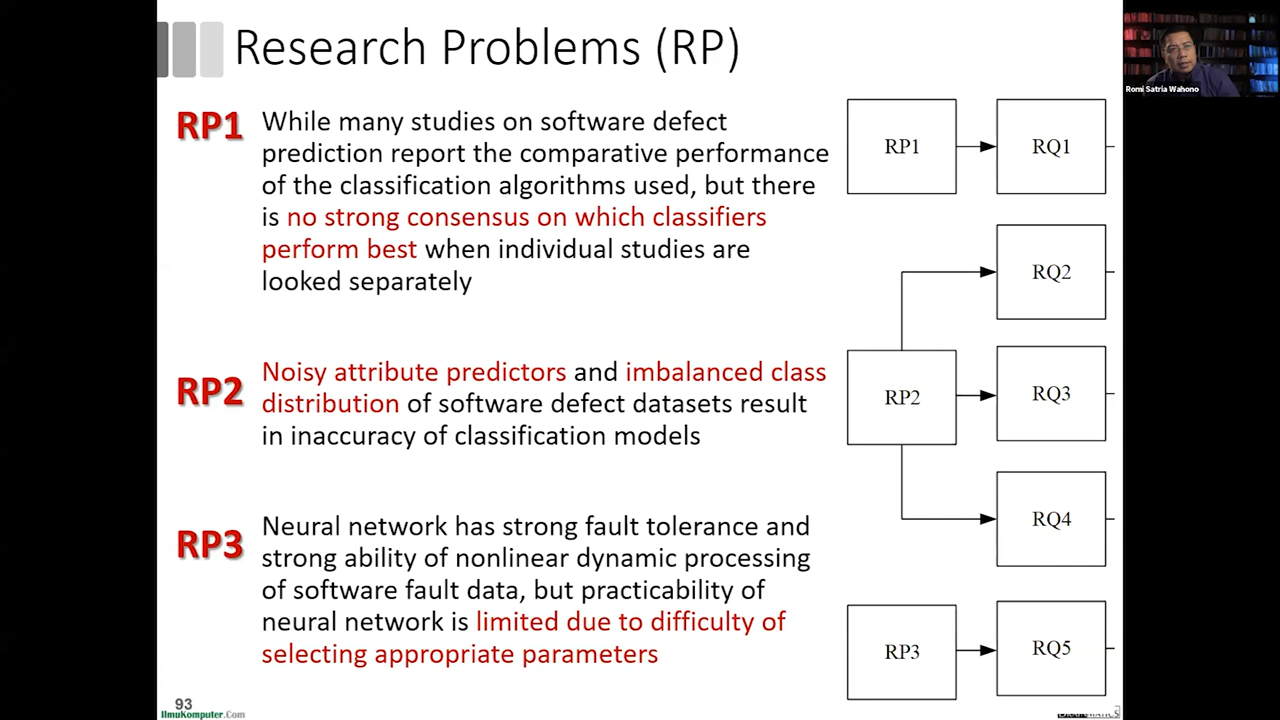 Research Problems (RP)
Romi Satria Wahono
RP1
While many studies on software defect
prediction report the comparative performance
of the classification algorithms used, but there
is no strong consensus on which classifiers
perform best when individual studies are
looked separately
RP2
Noisy attribute predictors and imbalanced class
distribution of software defect datasets result
in inaccuracy of classification models
RP3
Neural network has strong fault tolerance and
strong ability of nonlinear dynamic processing
of software fault data, but practicability of
neural network is limited due to difficulty of
selecting appropriate parameters
RP1
RQ1
RQ2
RP2
RQ3
RQ4
RP3
RQ5
93
IlmuKomputer.Com